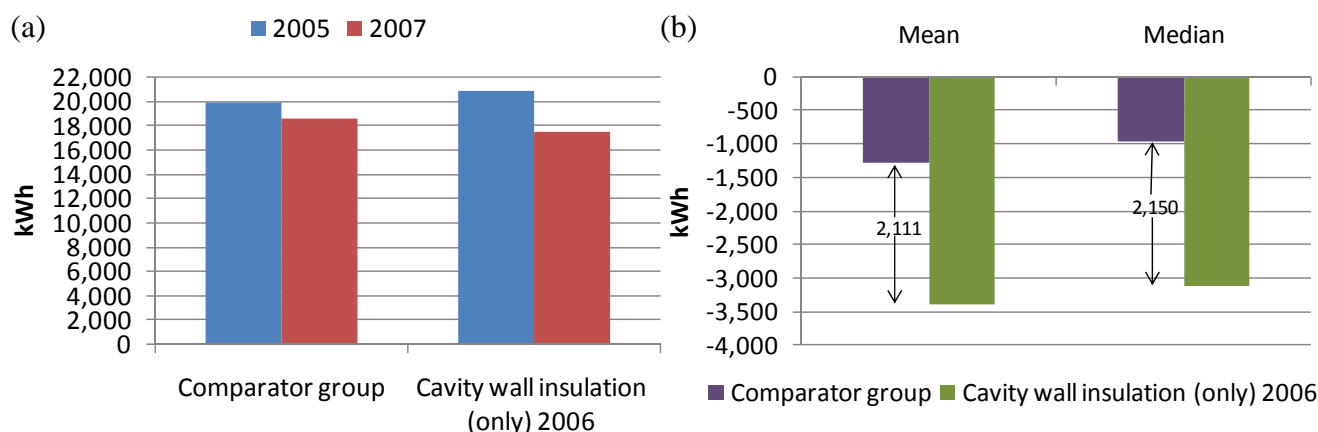 (a)
2005 2007
22,000
20,000
18,000
16,000
14,000
12,000
10,000
8,000
6,000
4,000
2,000
0
kWh
Comparator group
Cavity wall insulation
(only) 2006
(b)
Mean
Median
0
-500
-1,000
-1,500
-2,000
-2,500
-3,000
-3,500
-4,000
kWh
2,111
2,150
Comparator group Cavity wall insulation (only) 2006